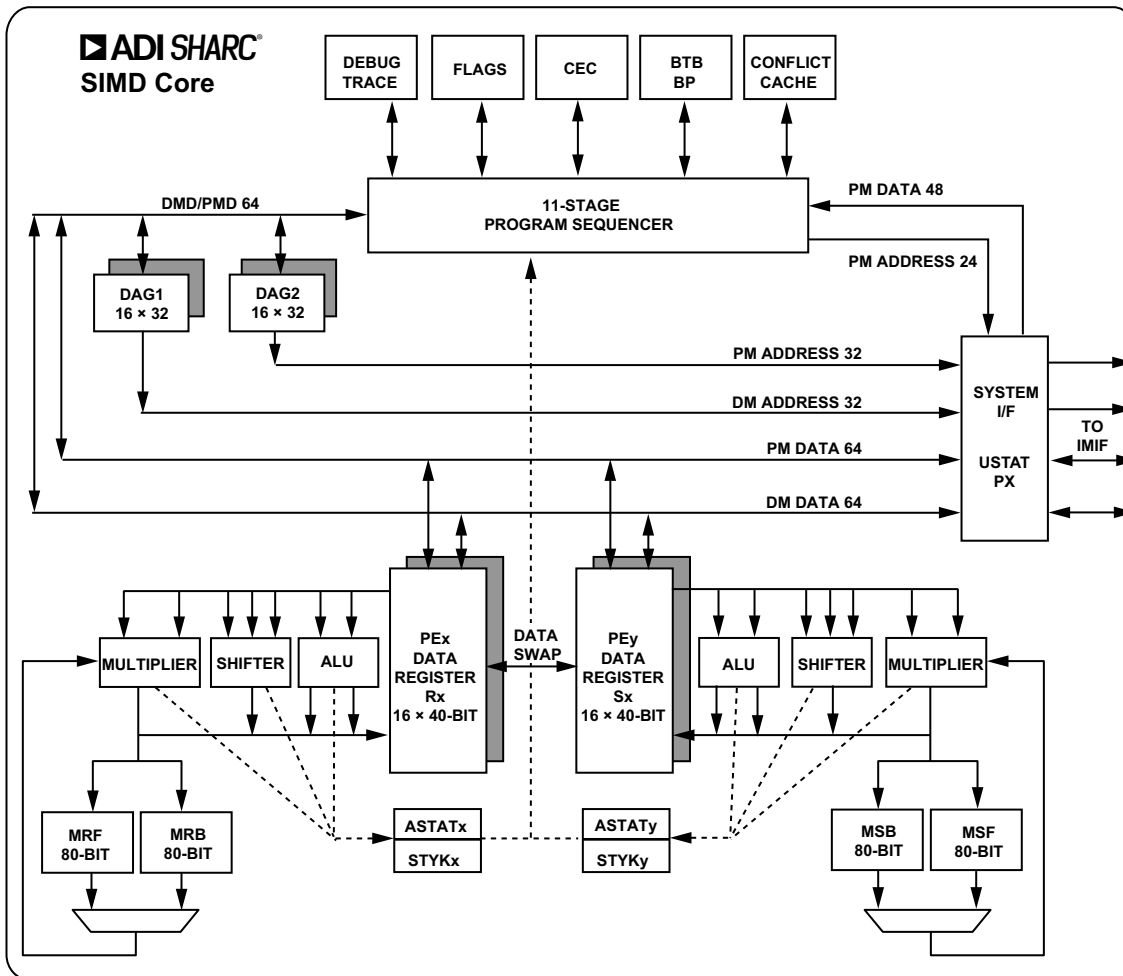 ADI SHARC®
SIMD Core
DEBUG
TRACE
FLAGS
CEC
BTB
BP
CONFLICT
CACHE
DMD/PMD 64
11-STAGE
PROGRAM SEQUENCER
PM DATA 48
PM ADDRESS 24
DAG1
16 × 32
DAG2
16 × 32
PM ADDRESS 32
DM ADDRESS 32
PM DATA 64
DM DATA 64
SYSTEM
I/F
USTAT
PX
TO
IMIF
MULTIPLIER
SHIFTER
ALU
PEx
DATA
REGISTER
Rx
16 × 40-BIT
DATA
SWAP
PEy
DATA
REGISTER
Sx
16 × 40-BIT
ALU
SHIFTER
MULTIPLIER
MRF
80-BIT
MRB
80-BIT
ASTATx
STYKx
ASTATy
STYKy
MSB
80-BIT
MSF
80-BIT